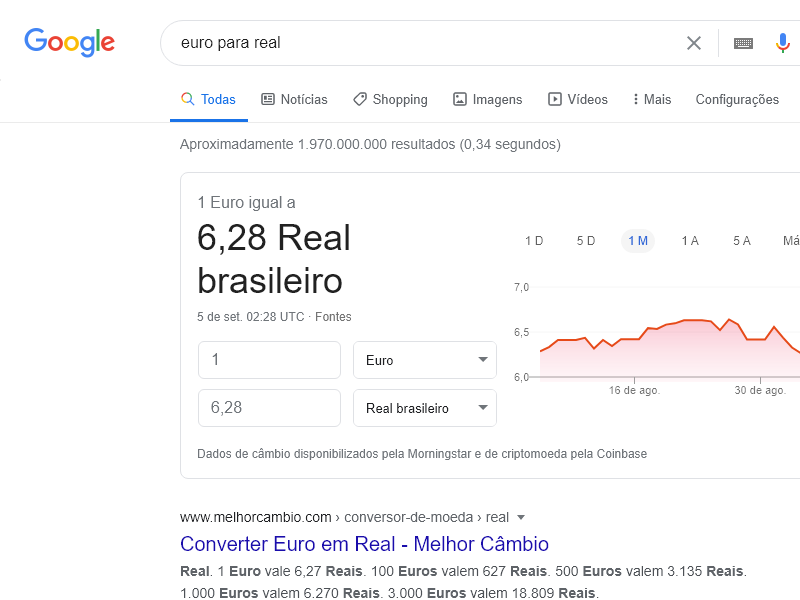 Google
euro para real
Todas Notícias Shopping Imagens Vídeos Mais Configurações
Aproximadamente 1.970.000.000 resultados (0,34 segundos)
1 Euro igual a
6,28 Real
brasileiro
5 de set. 02:28 UTC · Fontes
1 Euro
6,28 Real brasileiro
1 D 5 D 1 M 1 A 5 A Má
7,0
6,5
6,0
16 de ago. 30 de ago.
Dados de câmbio disponibilizados pela Morningstar e de criptomoeda pela Coinbase
www.melhorcambio.com › conversor-de-moeda › real
Converter Euro em Real - Melhor Câmbio
Real. 1 Euro vale 6,27 Reais. 100 Euros valem 627 Reais. 500 Euros valem 3.135 Reais.
1.000 Euros valem 6.270 Reais. 3.000 Euros valem 18.809 Reais.